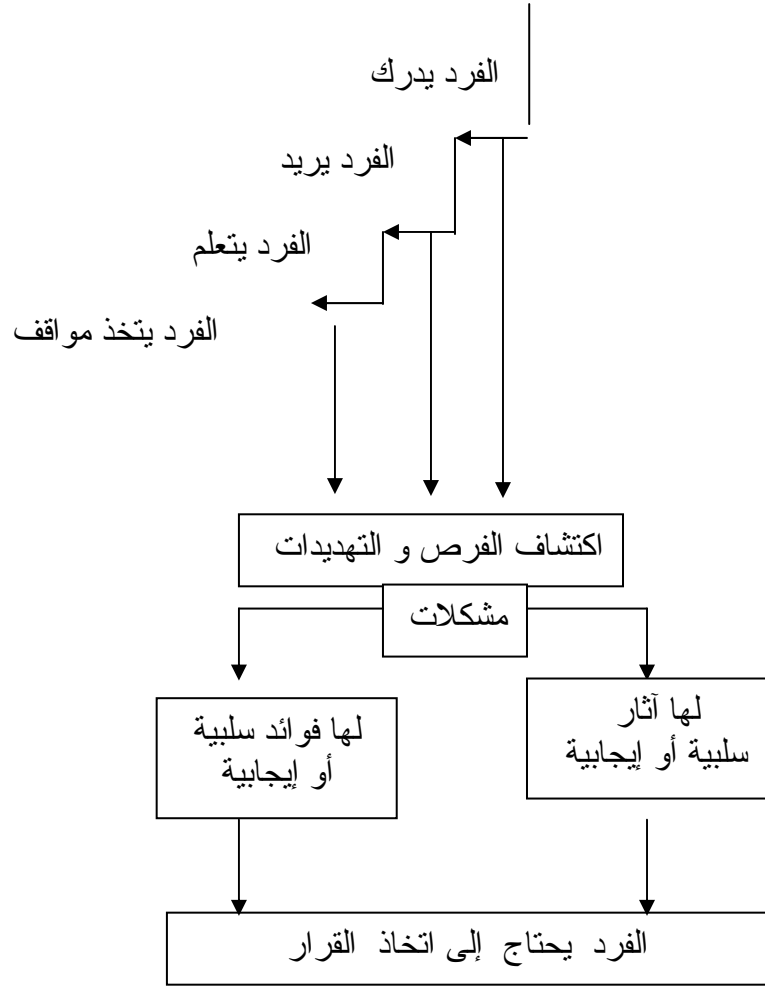 الفرد يدرك
الفرد يريد
الفرد يتعلم
الفرد يتخذ مواقف
اكتشاف الفرص و التهديدات
مشكلات
لها آثار
سلبية أو إيجابية
لها فوائد سلبية
أو إيجابية
الفرد يحتاج إلى اتخاذ القرار